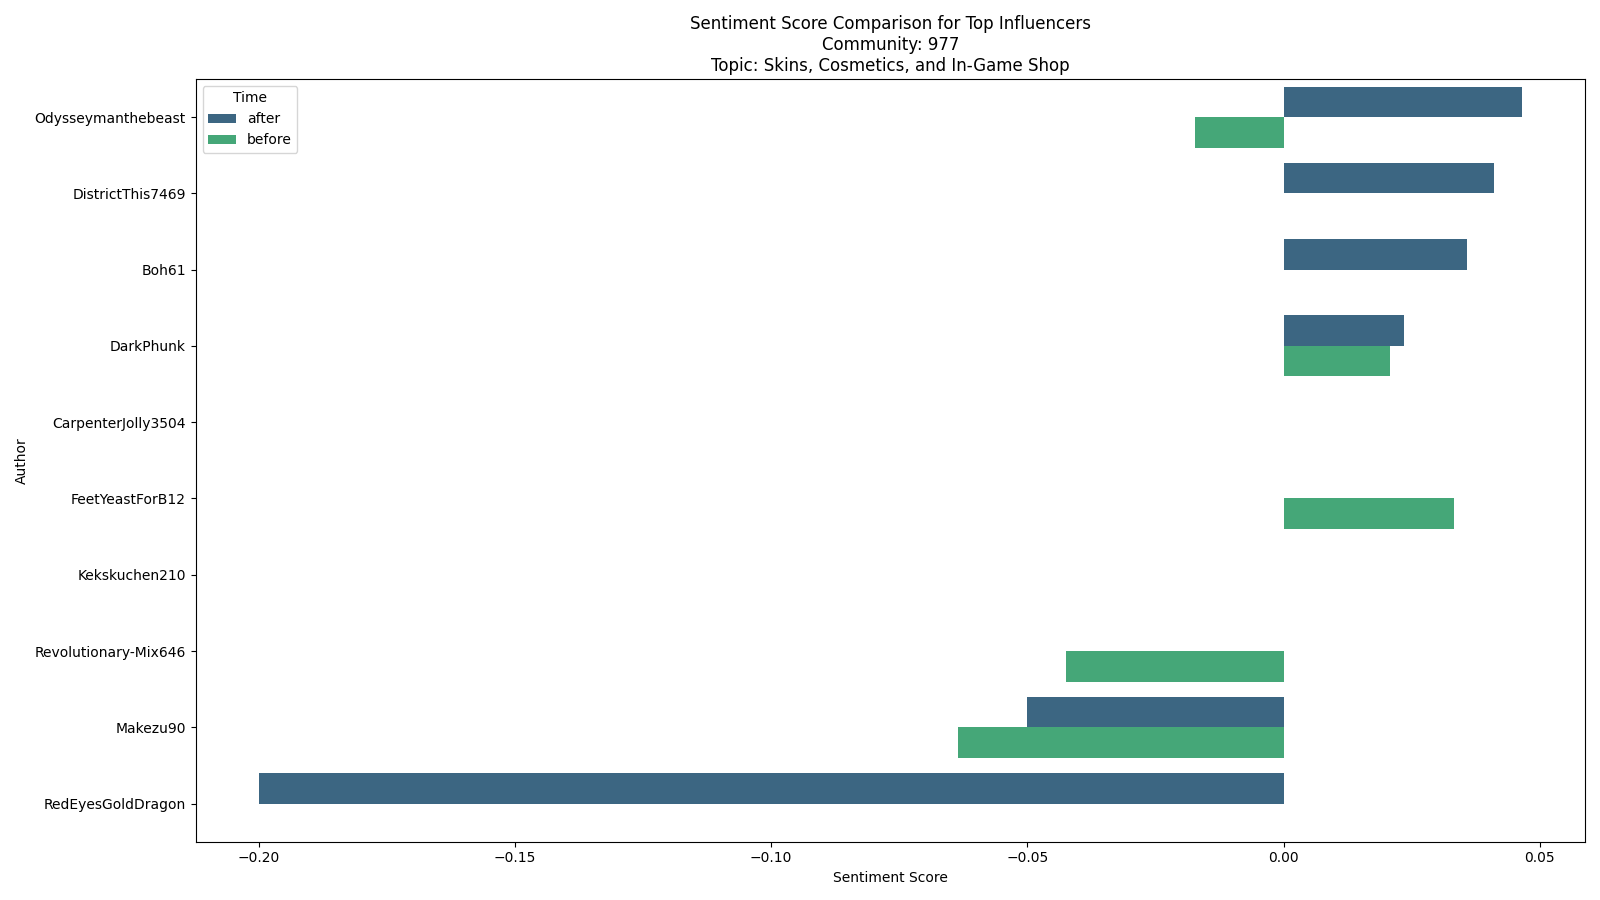 Sentiment Score Comparison for Top Influencers
Community: 977
Topic: Skins, Cosmetics, and In-Game Shop
Time
after
before
Author
Odysseymanthebeast
DistrictThis7469
Boh61
DarkPhunk
CarpenterJolly3504
FeetYeastForB12
Kekskuchen210
Revolutionary-Mix646
Makezu90
RedEyesGoldDragon
−0.20 −0.15 −0.10 −0.05 0.00 0.05
Sentiment Score